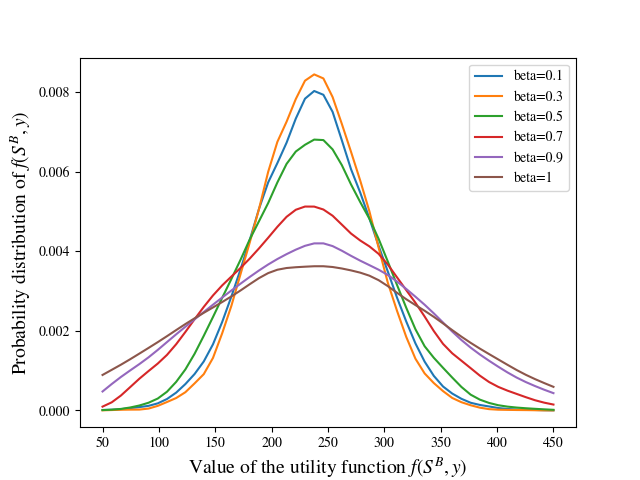 beta=0.1
beta=0.3
beta=0.5
beta=0.7
beta=0.9
beta=1
0.008
0.006
0.004
0.002
0.000
Probability distribution of f(S^B, y)
50 100 150 200 250 300 350 400 450
Value of the utility function f(S^B, y)